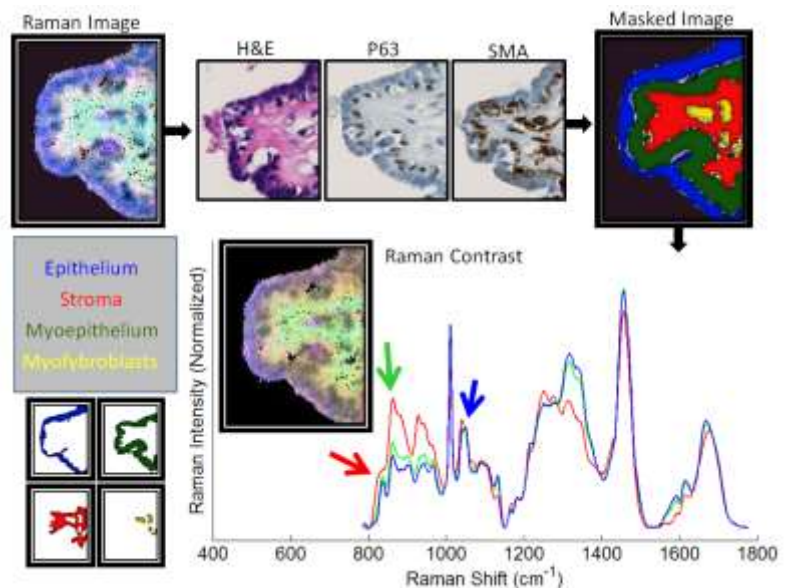 Raman Image
H&E
P63
SMA
Masked Image
Epithelium
Stroma
Myoepithelium
Myofybroblasts
Raman Contrast
Raman Intensity (Normalized)
400 600 800 1000 1200 1400 1600 1800
Raman Shift (cm-1)